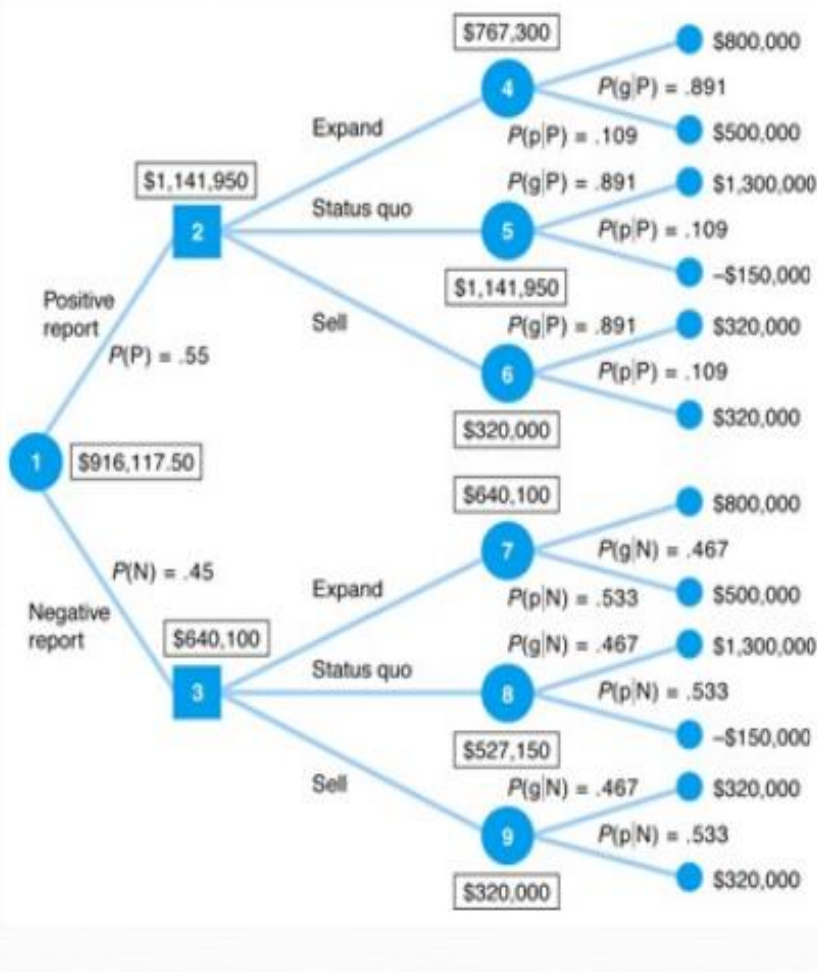 $767,300
$800,000
4
P(g|P) = .891
Expand
P(p|P) = .109
$500,000
$1,141,950
P(g|P) = .891
$1,300,000
Status quo
2
5
P(p|P) = .109
–$150,000
$1,141,950
Positive
report
Sell
P(g|P) = .891
$320,000
P(P) = .55
6
P(p|P) = .109
$320,000
$320,000
1
$916,117.50
$640,100
$800,000
7
P(g|N) = .467
P(N) = .45
Expand
P(p|N) = .533
$500,000
Negative
report
$640,100
P(g|N) = .467
$1,300,000
Status quo
3
8
P(p|N) = .533
–$150,000
$527,150
Sell
P(g|N) = .467
$320,000
9
P(p|N) = .533
$320,000
$320,000